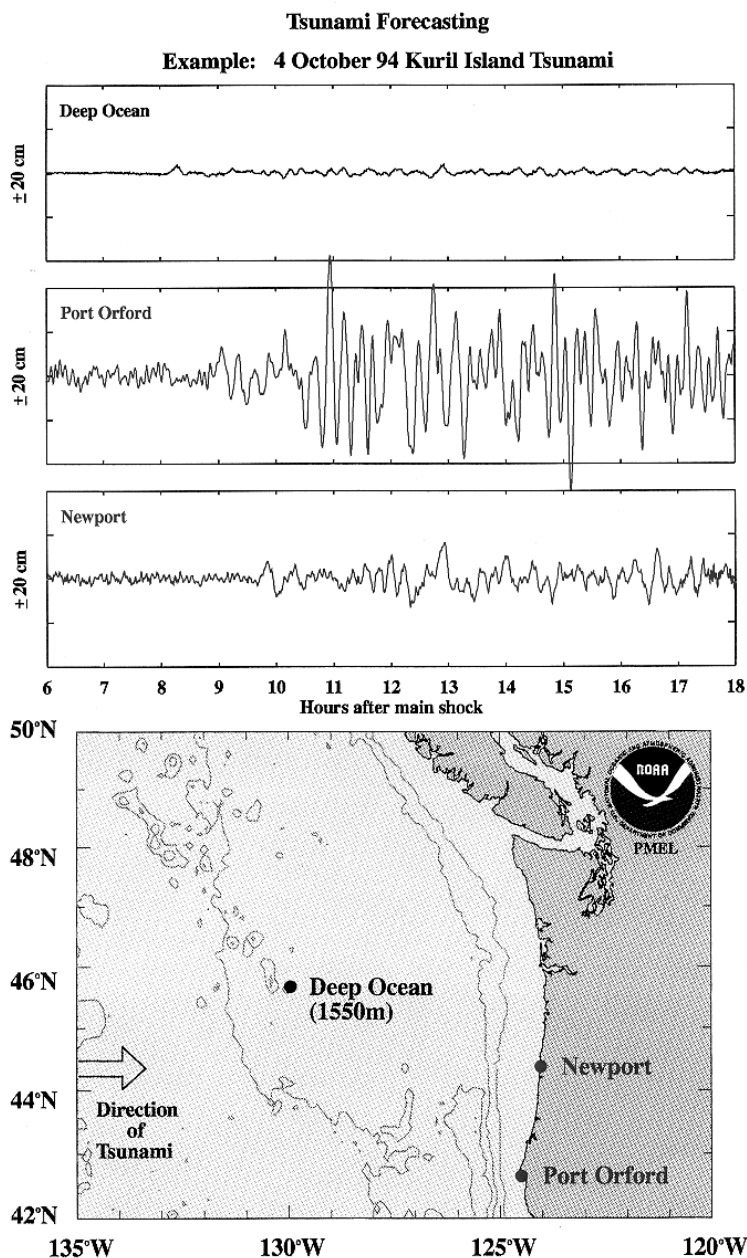 Tsunami Forecasting
Example: 4 October 94 Kuril Island Tsunami
Deep Ocean
± 20 cm
Port Orford
± 20 cm
Newport
± 20 cm
6 7 8 9 10 11 12 13 14 15 16 17 18
Hours after main shock
50°N
NOAA
PMEL
48°N
46°N
Deep Ocean
(1550m)
Newport
44°N
Direction
of
Tsunami
Port Orford
42°N
135°W 130°W 125°W 120°W